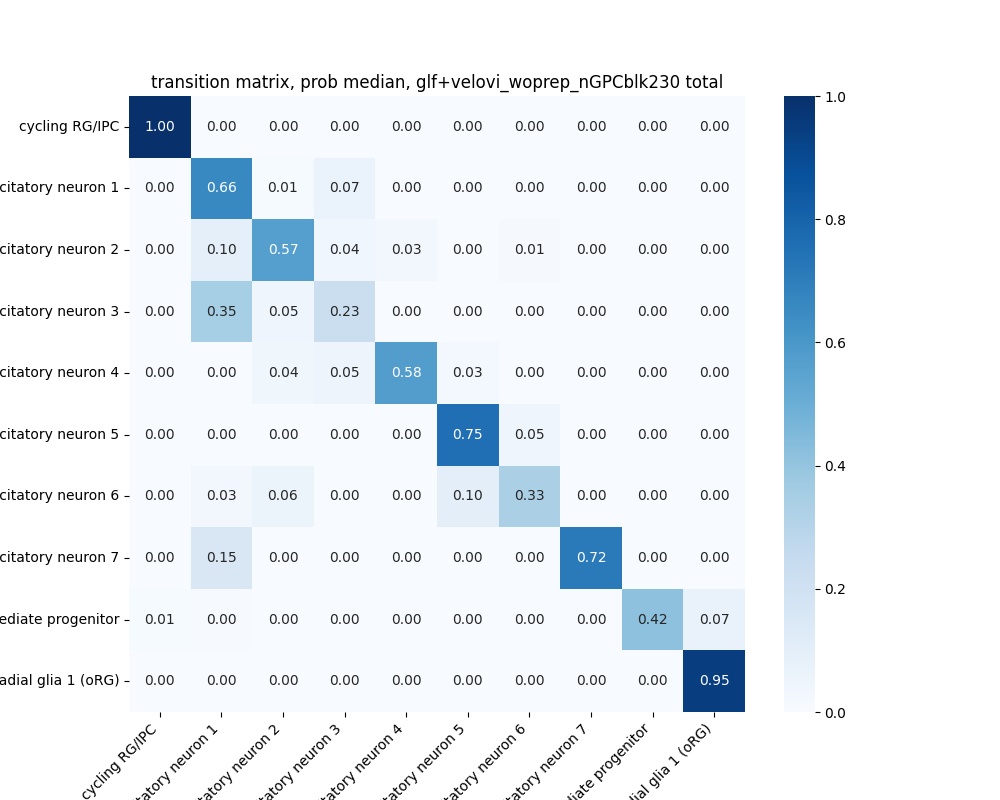 transition matrix, prob median, glf+velovi_woprep_nGPCblk230 total
cycling RG/IPC 1.00 0.00 0.00 0.00 0.00 0.00 0.00 0.00 0.00 0.00
citatory neuron 1 0.00 0.66 0.01 0.07 0.00 0.00 0.00 0.00 0.00 0.00
citatory neuron 2 0.00 0.10 0.57 0.04 0.03 0.00 0.01 0.00 0.00 0.00
citatory neuron 3 0.00 0.35 0.05 0.23 0.00 0.00 0.00 0.00 0.00 0.00
citatory neuron 4 0.00 0.00 0.04 0.05 0.58 0.03 0.00 0.00 0.00 0.00
citatory neuron 5 0.00 0.00 0.00 0.00 0.00 0.75 0.05 0.00 0.00 0.00
citatory neuron 6 0.00 0.03 0.06 0.00 0.00 0.10 0.33 0.00 0.00 0.00
citatory neuron 7 0.00 0.15 0.00 0.00 0.00 0.00 0.00 0.72 0.00 0.00
ediate progenitor 0.01 0.00 0.00 0.00 0.00 0.00 0.00 0.00 0.42 0.07
adial glia 1 (oRG) 0.00 0.00 0.00 0.00 0.00 0.00 0.00 0.00 0.00 0.95
cycling RG/IPC
tatory neuron 1
tatory neuron 2
tatory neuron 3
tatory neuron 4
tatory neuron 5
tatory neuron 6
tatory neuron 7
diate progenitor
dial glia 1 (oRG)
1.0
0.8
0.6
0.4
0.2
0.0